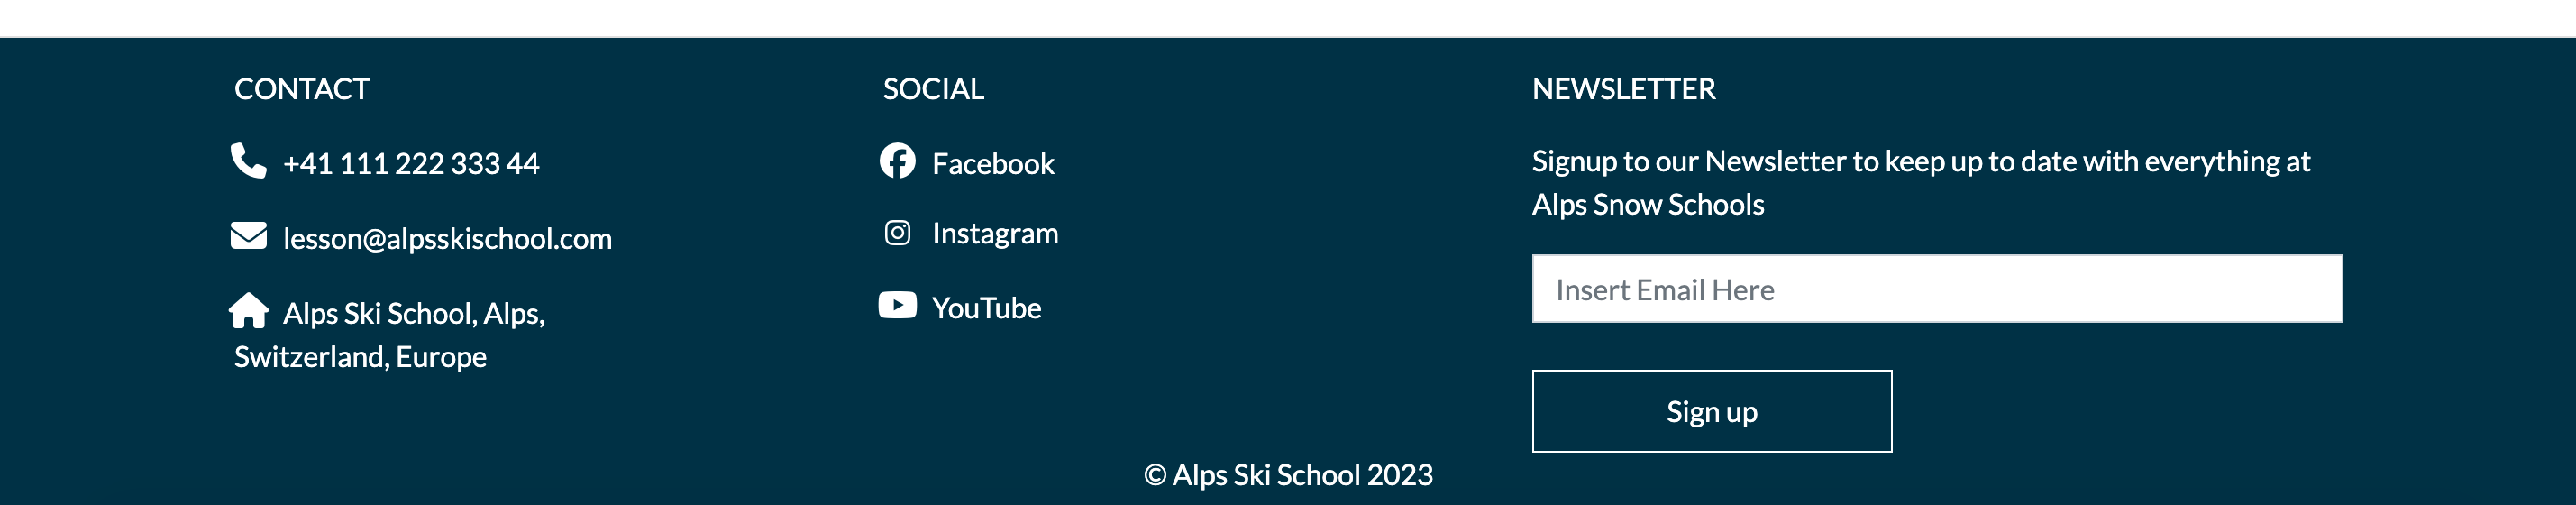 CONTACT
+41 111 222 333 44
lesson@alpsskischool.com
Alps Ski School, Alps,
Switzerland, Europe
SOCIAL
Facebook
Instagram
YouTube
NEWSLETTER
Signup to our Newsletter to keep up to date with everything at
Alps Snow Schools
Insert Email Here
Sign up
© Alps Ski School 2023